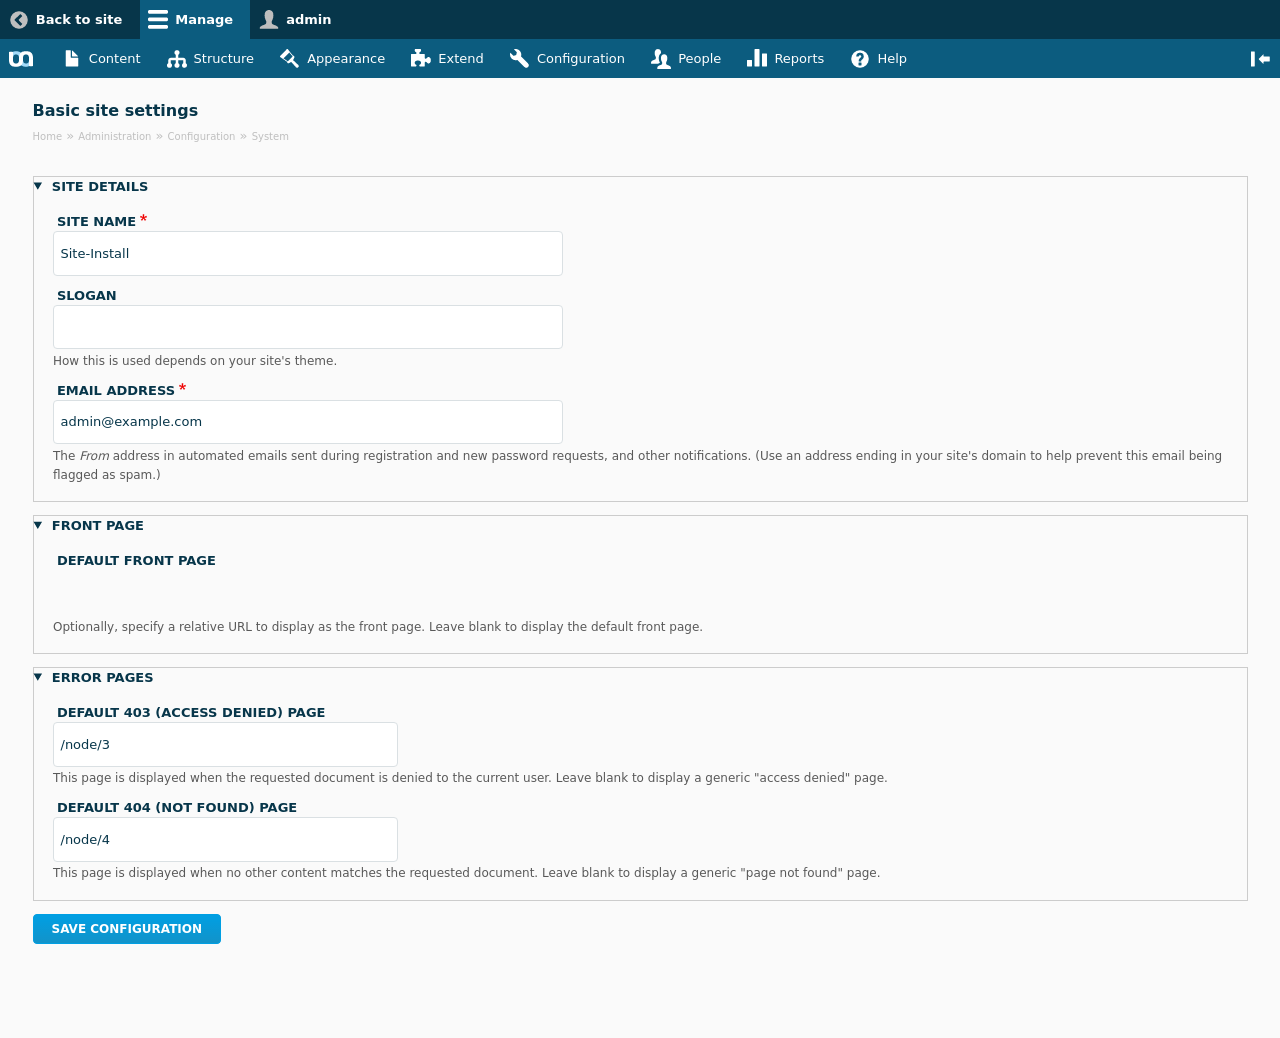 Back to site Manage admin
Content Structure Appearance Extend Configuration People Reports Help
Basic site settings
Home » Administration » Configuration » System
SITE DETAILS
SITE NAME *
Site-Install
SLOGAN
How this is used depends on your site's theme.
EMAIL ADDRESS *
admin@example.com
The From address in automated emails sent during registration and new password requests, and other notifications. (Use an address ending in your site's domain to help prevent this email being
flagged as spam.)
FRONT PAGE
DEFAULT FRONT PAGE
Optionally, specify a relative URL to display as the front page. Leave blank to display the default front page.
ERROR PAGES
DEFAULT 403 (ACCESS DENIED) PAGE
/node/3
This page is displayed when the requested document is denied to the current user. Leave blank to display a generic "access denied" page.
DEFAULT 404 (NOT FOUND) PAGE
/node/4
This page is displayed when no other content matches the requested document. Leave blank to display a generic "page not found" page.
SAVE CONFIGURATION